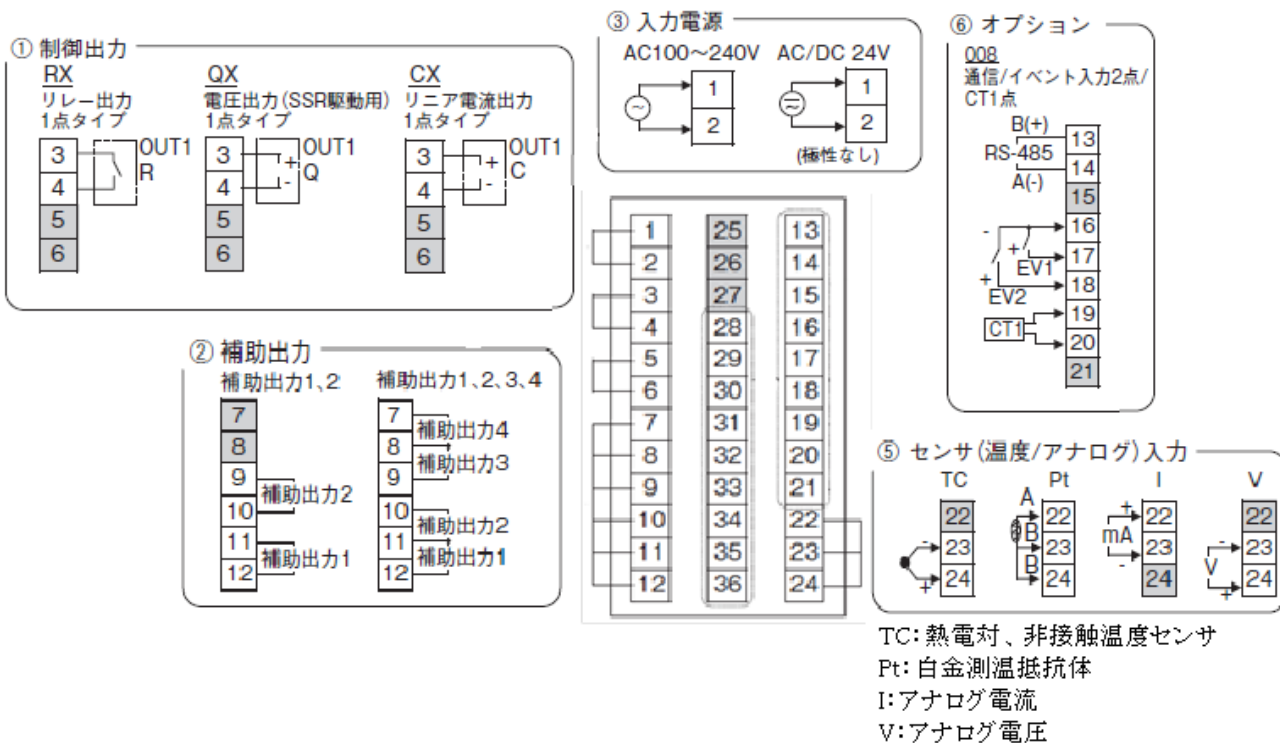 ① 制御出力
RX
リレー出力
1点タイプ
3
4
5
6
OUT1
R
QX
電圧出力(SSR駆動用)
1点タイプ
3
4
5
6
+
-
OUT1
Q
CX
リニア電流出力
1点タイプ
3
4
5
6
+
-
OUT1
C
② 補助出力
補助出力1、2
7
8
9
10
11
12
補助出力2
補助出力1
補助出力1、2、3、4
7
8
9
10
11
12
補助出力4
補助出力3
補助出力2
補助出力1
③ 入力電源
AC100～240V
1
2
AC/DC 24V
1
2
(極性なし)
1 25 13
2 26 14
3 27 15
4 28 16
5 29 17
6 30 18
7 31 19
8 32 20
9 33 21
10 34 22
11 35 23
12 36 24
⑥ オプション
008
通信/イベント入力2点/
CT1点
B(+)
RS-485
A(-)
-
+
EV1
+
EV2
CT1
13
14
15
16
17
18
19
20
21
⑤ センサ(温度/アナログ)入力
TC
22
23
24
-
+
Pt
A
B
B
22
23
24
I
+
mA
-
22
23
24
V
-
V
+
22
23
24
TC:熱電対、非接触温度センサ
Pt:白金測温抵抗体
I:アナログ電流
V:アナログ電圧